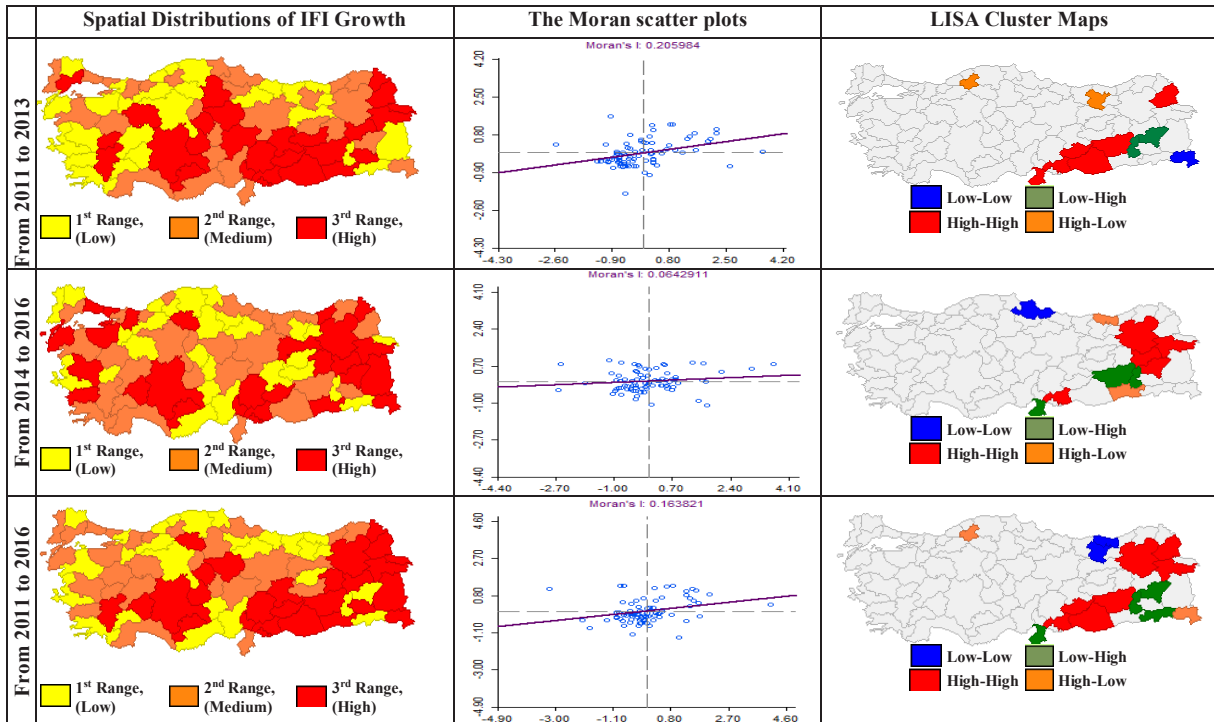 Spatial Distributions of IFI Growth
The Moran scatter plots
LISA Cluster Maps
From 2011 to 2013
1st Range, (Low)
2nd Range, (Medium)
3rd Range, (High)
Moran's I: 0.205984
4.20
2.50
0.80
-0.90
-2.60
-4.30
-4.30 -2.60 -0.90 0.80 2.50 4.20
Low-Low
Low-High
High-High
High-Low
From 2014 to 2016
1st Range, (Low)
2nd Range, (Medium)
3rd Range, (High)
Moran's I: 0.0642911
4.10
2.40
0.70
-1.00
-2.70
-4.40
-4.40 -2.70 -1.00 0.70 2.40 4.10
Low-Low
Low-High
High-High
High-Low
From 2011 to 2016
1st Range, (Low)
2nd Range, (Medium)
3rd Range, (High)
Moran's I: 0.163821
4.60
2.70
0.80
-1.10
-3.00
-4.90
-4.90 -3.00 -1.10 0.80 2.70 4.60
Low-Low
Low-High
High-High
High-Low